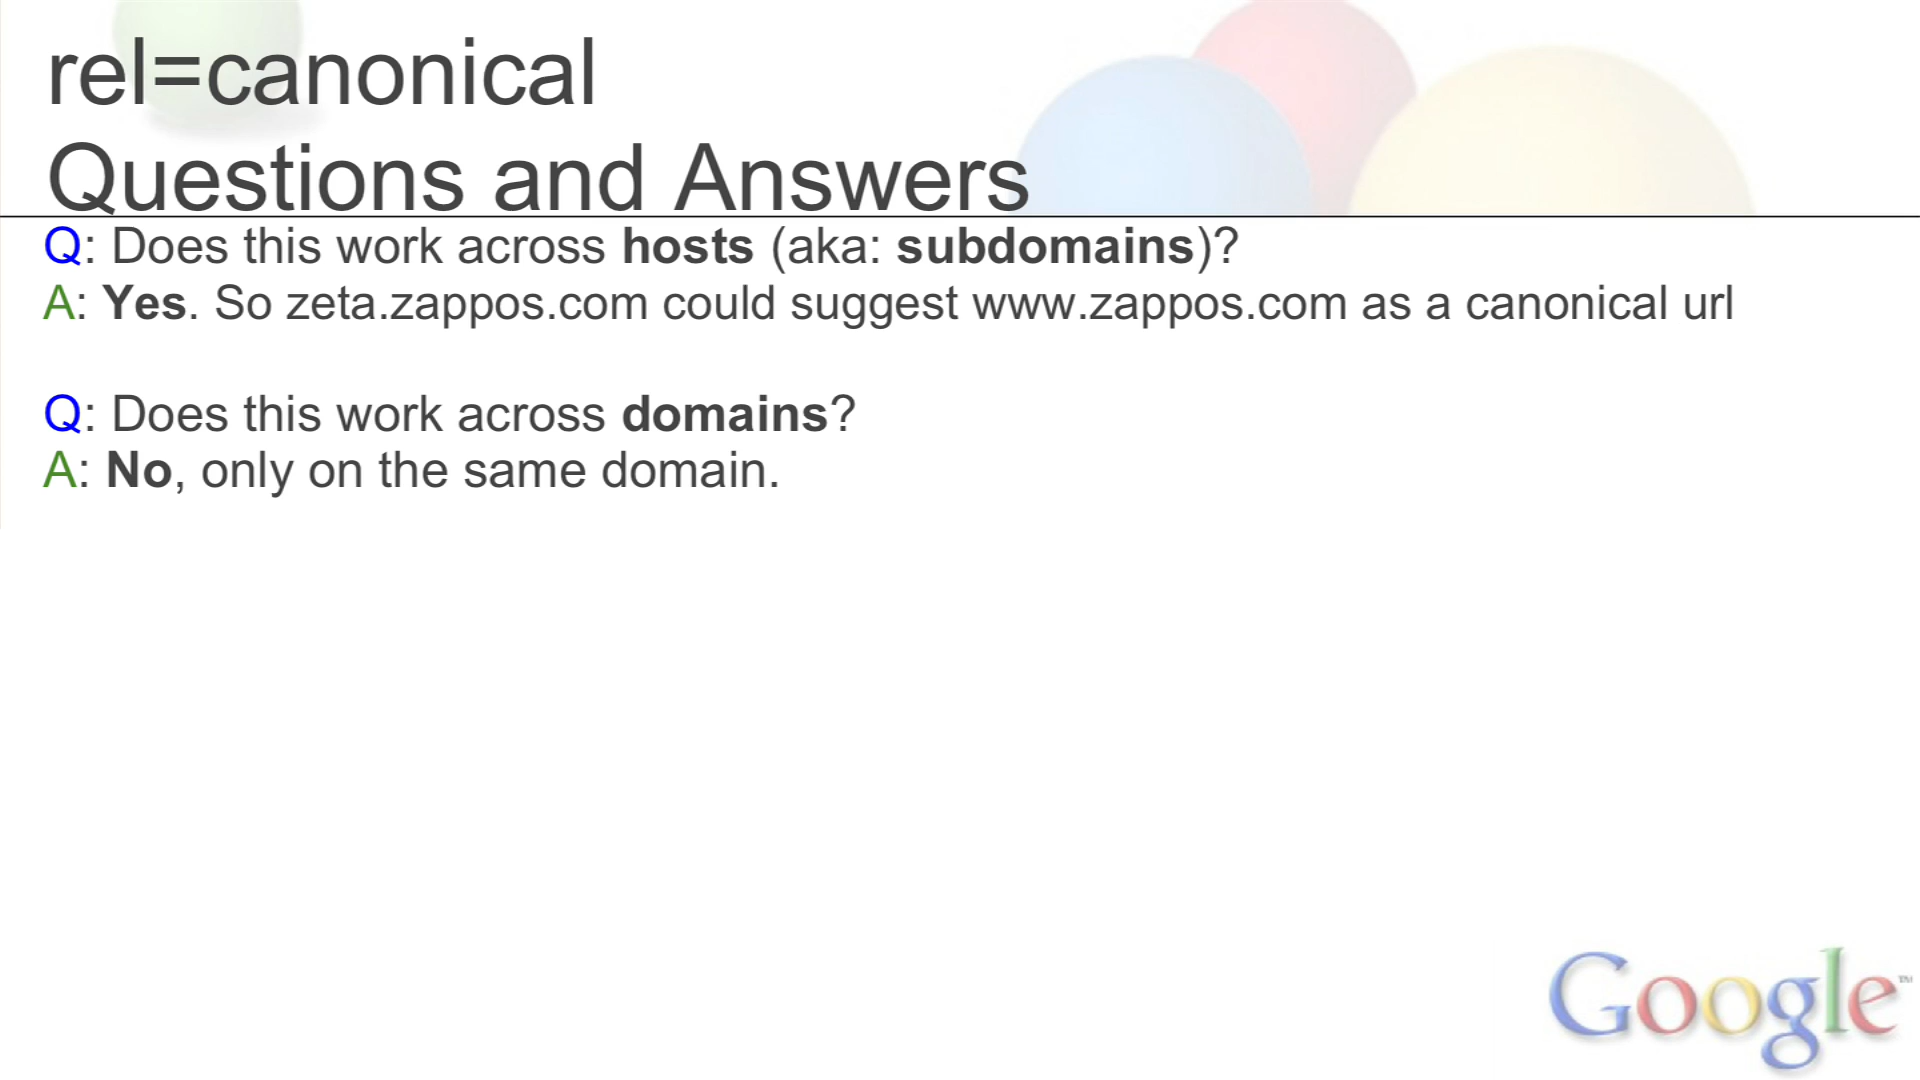 rel=canonical
Questions and Answers
Q: Does this work across hosts (aka: subdomains)?
A: Yes. So zeta.zappos.com could suggest www.zappos.com as a canonical url
Q: Does this work across domains?
A: No, only on the same domain.
Google™